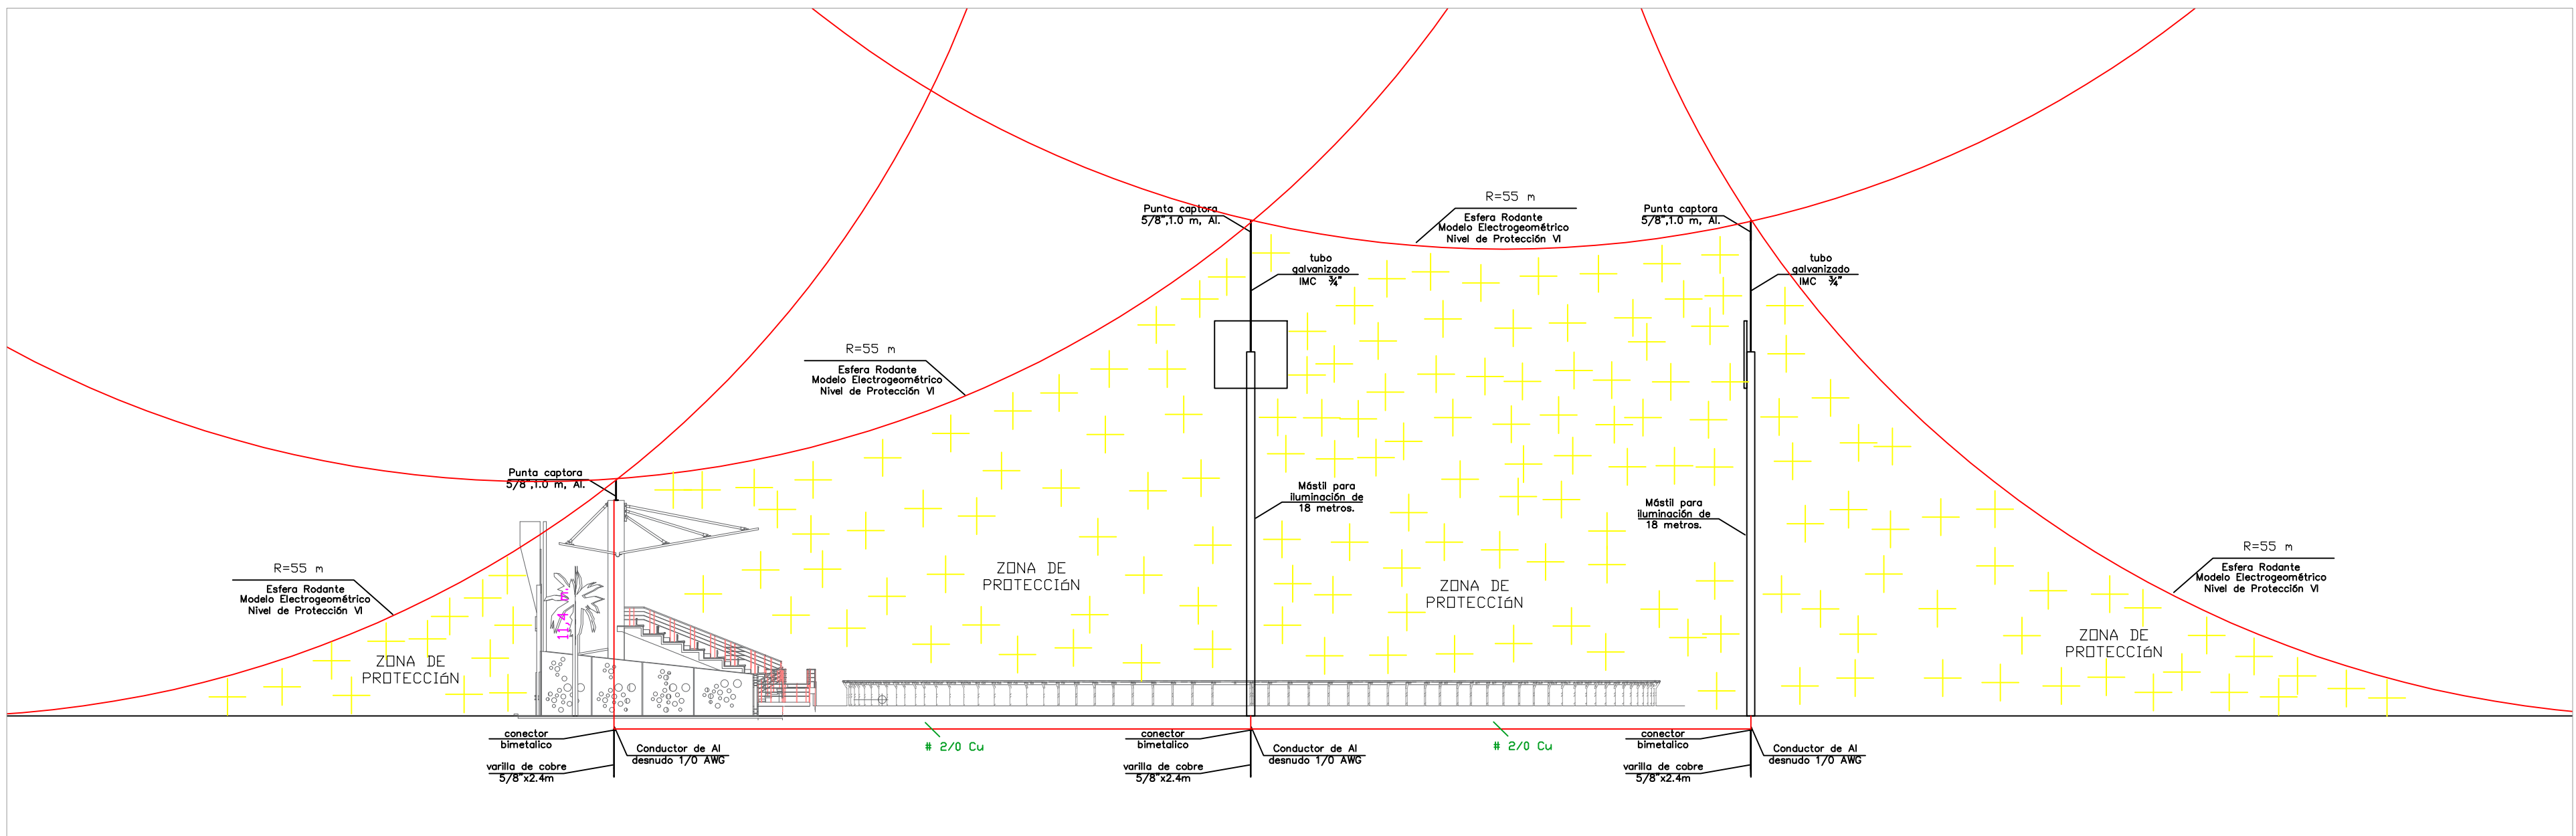 R=55 m
Esfera Rodante
Modelo Electrogeométrico
Nivel de Protección VI
ZONA DE
PROTECCIóN
Punta captora
5/8",1.0 m, Al.
11,4 m.
R=55 m
Esfera Rodante
Modelo Electrogeométrico
Nivel de Protección VI
ZONA DE
PROTECCIóN
Punta captora
5/8",1.0 m, Al.
tubo
galvanizado
IMC ¾"
Mástil para
iluminación de
18 metros.
R=55 m
Esfera Rodante
Modelo Electrogeométrico
Nivel de Protección VI
ZONA DE
PROTECCIóN
Punta captora
5/8",1.0 m, Al.
tubo
galvanizado
IMC ¾"
Mástil para
iluminación de
18 metros.
R=55 m
Esfera Rodante
Modelo Electrogeométrico
Nivel de Protección VI
ZONA DE
PROTECCIóN
conector
bimetalico
varilla de cobre
5/8"x2.4m
Conductor de Al
desnudo 1/0 AWG
# 2/0 Cu
conector
bimetalico
varilla de cobre
5/8"x2.4m
Conductor de Al
desnudo 1/0 AWG
# 2/0 Cu
conector
bimetalico
varilla de cobre
5/8"x2.4m
Conductor de Al
desnudo 1/0 AWG